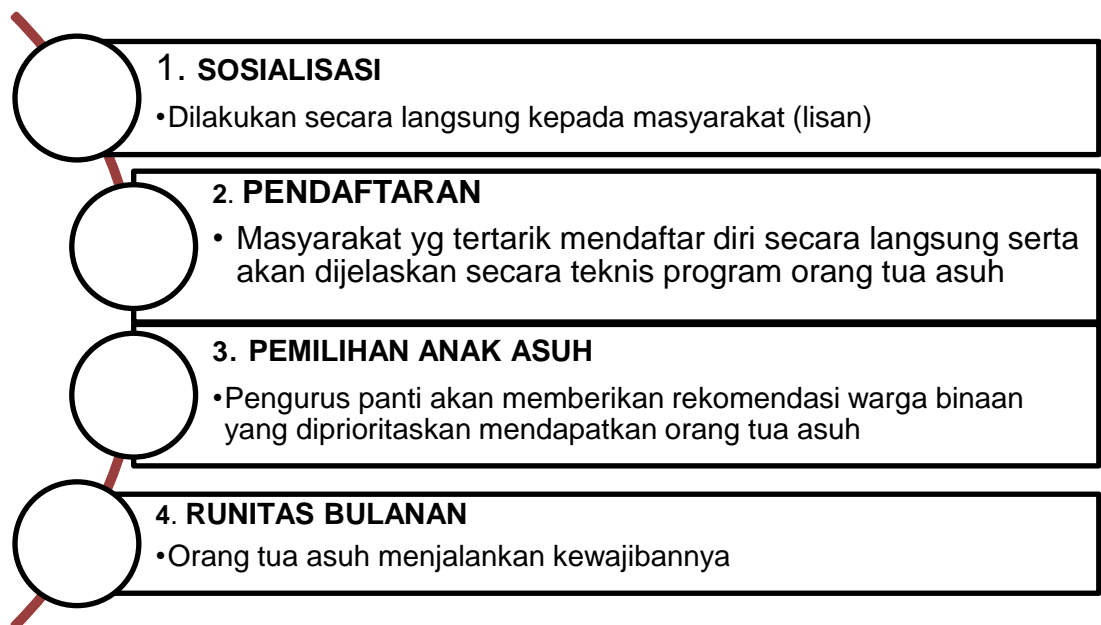 1. SOSIALISASI
•Dilakukan secara langsung kepada masyarakat (lisan)
2. PENDAFTARAN
• Masyarakat yg tertarik mendaftar diri secara langsung serta
akan dijelaskan secara teknis program orang tua asuh
3. PEMILIHAN ANAK ASUH
•Pengurus panti akan memberikan rekomendasi warga binaan
yang diprioritaskan mendapatkan orang tua asuh
4. RUNITAS BULANAN
•Orang tua asuh menjalankan kewajibannya